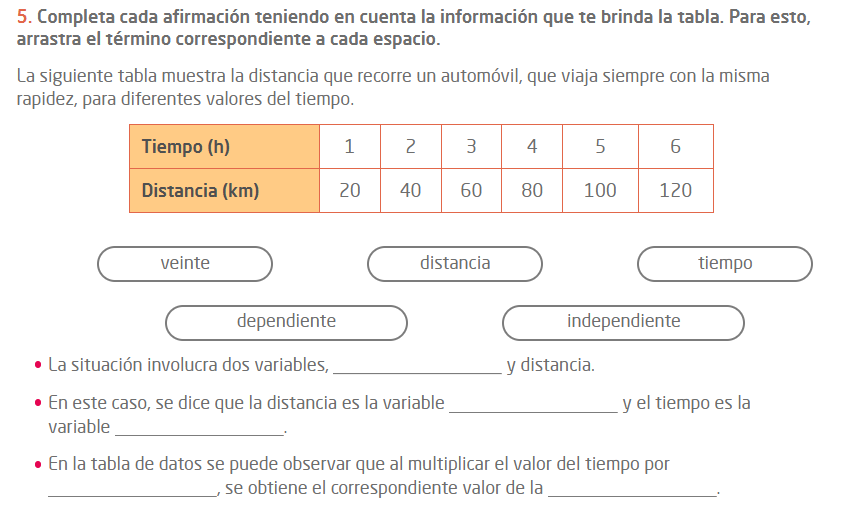 5. Completa cada afirmación teniendo en cuenta la información que te brinda la tabla. Para esto,
arrastra el término correspondiente a cada espacio.
La siguiente tabla muestra la distancia que recorre un automóvil, que viaja siempre con la misma
rapidez, para diferentes valores del tiempo.
Tiempo (h) 1 2 3 4 5 6
Distancia (km) 20 40 60 80 100 120
veinte distancia tiempo
dependiente independiente
• La situación involucra dos variables, _________________ y distancia.
• En este caso, se dice que la distancia es la variable _________________ y el tiempo es la
variable _________________.
• En la tabla de datos se puede observar que al multiplicar el valor del tiempo por
_________________, se obtiene el correspondiente valor de la _________________.